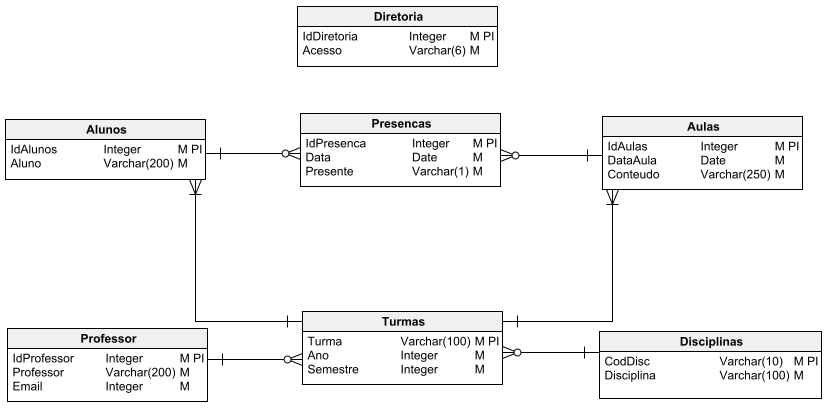 Diretoria
IdDiretoria Integer M PI
Acesso Varchar(6) M
Alunos
IdAlunos Integer M PI
Aluno Varchar(200) M
Presencas
IdPresenca Integer M PI
Data Date M
Presente Varchar(1) M
Aulas
IdAulas Integer M PI
DataAula Date M
Conteudo Varchar(250) M
Professor
IdProfessor Integer M PI
Professor Varchar(200) M
Email Integer M
Turmas
Turma Varchar(100) M PI
Ano Integer M
Semestre Integer M
Disciplinas
CodDisc Varchar(10) M PI
Disciplina Varchar(100) M